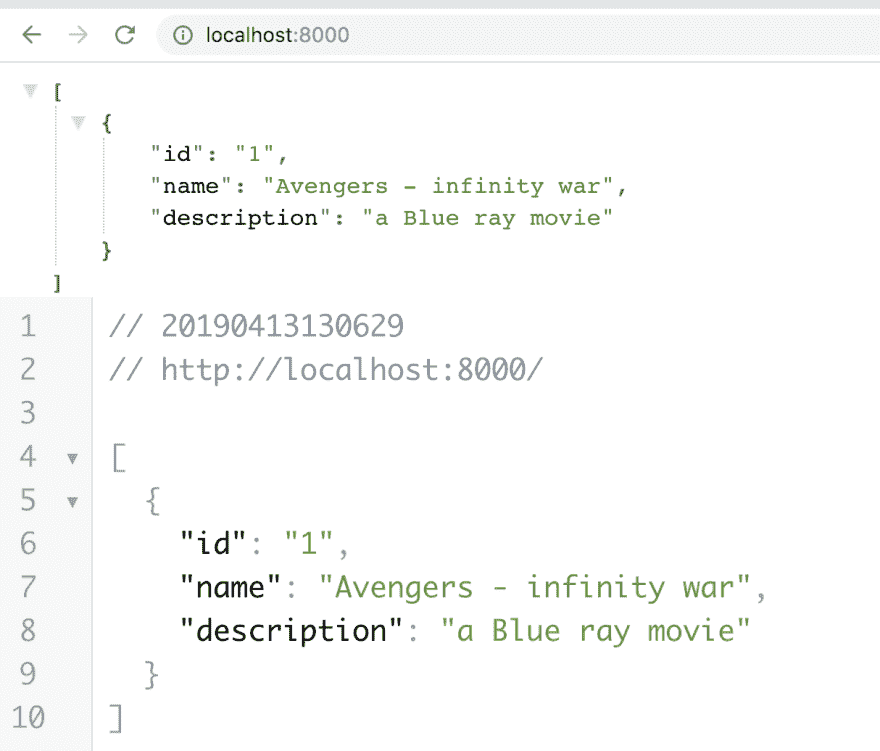 localhost:8000
[
{
"id": "1",
"name": "Avengers - infinity war",
"description": "a Blue ray movie"
}
]
1 // 20190413130629
2 // http://localhost:8000/
3
4 [
5 {
6 "id": "1",
7 "name": "Avengers - infinity war",
8 "description": "a Blue ray movie"
9 }
10 ]